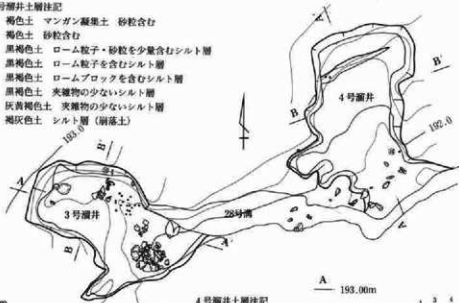 号溜井土層注記
褐色土 マンガン凝集土 砂粒含む
褐色土 砂粒含む
黒褐色土 ローム粒子・砂粒を少量含むシルト層
黒褐色土 ローム粒子を含むシルト層
黒褐色土 ロームブロックを含むシルト層
黒褐色土 夾雑物の少ないシルト層
灰黄褐色土 夾雑物の少ないシルト層
褐灰色土 シルト層(崩落土)
193.0
B'
A
3号溜井
B
A'
28号溝
A'
4号溜井
B
B'
192.0
A
A 193.00m
4号溜井土層注記